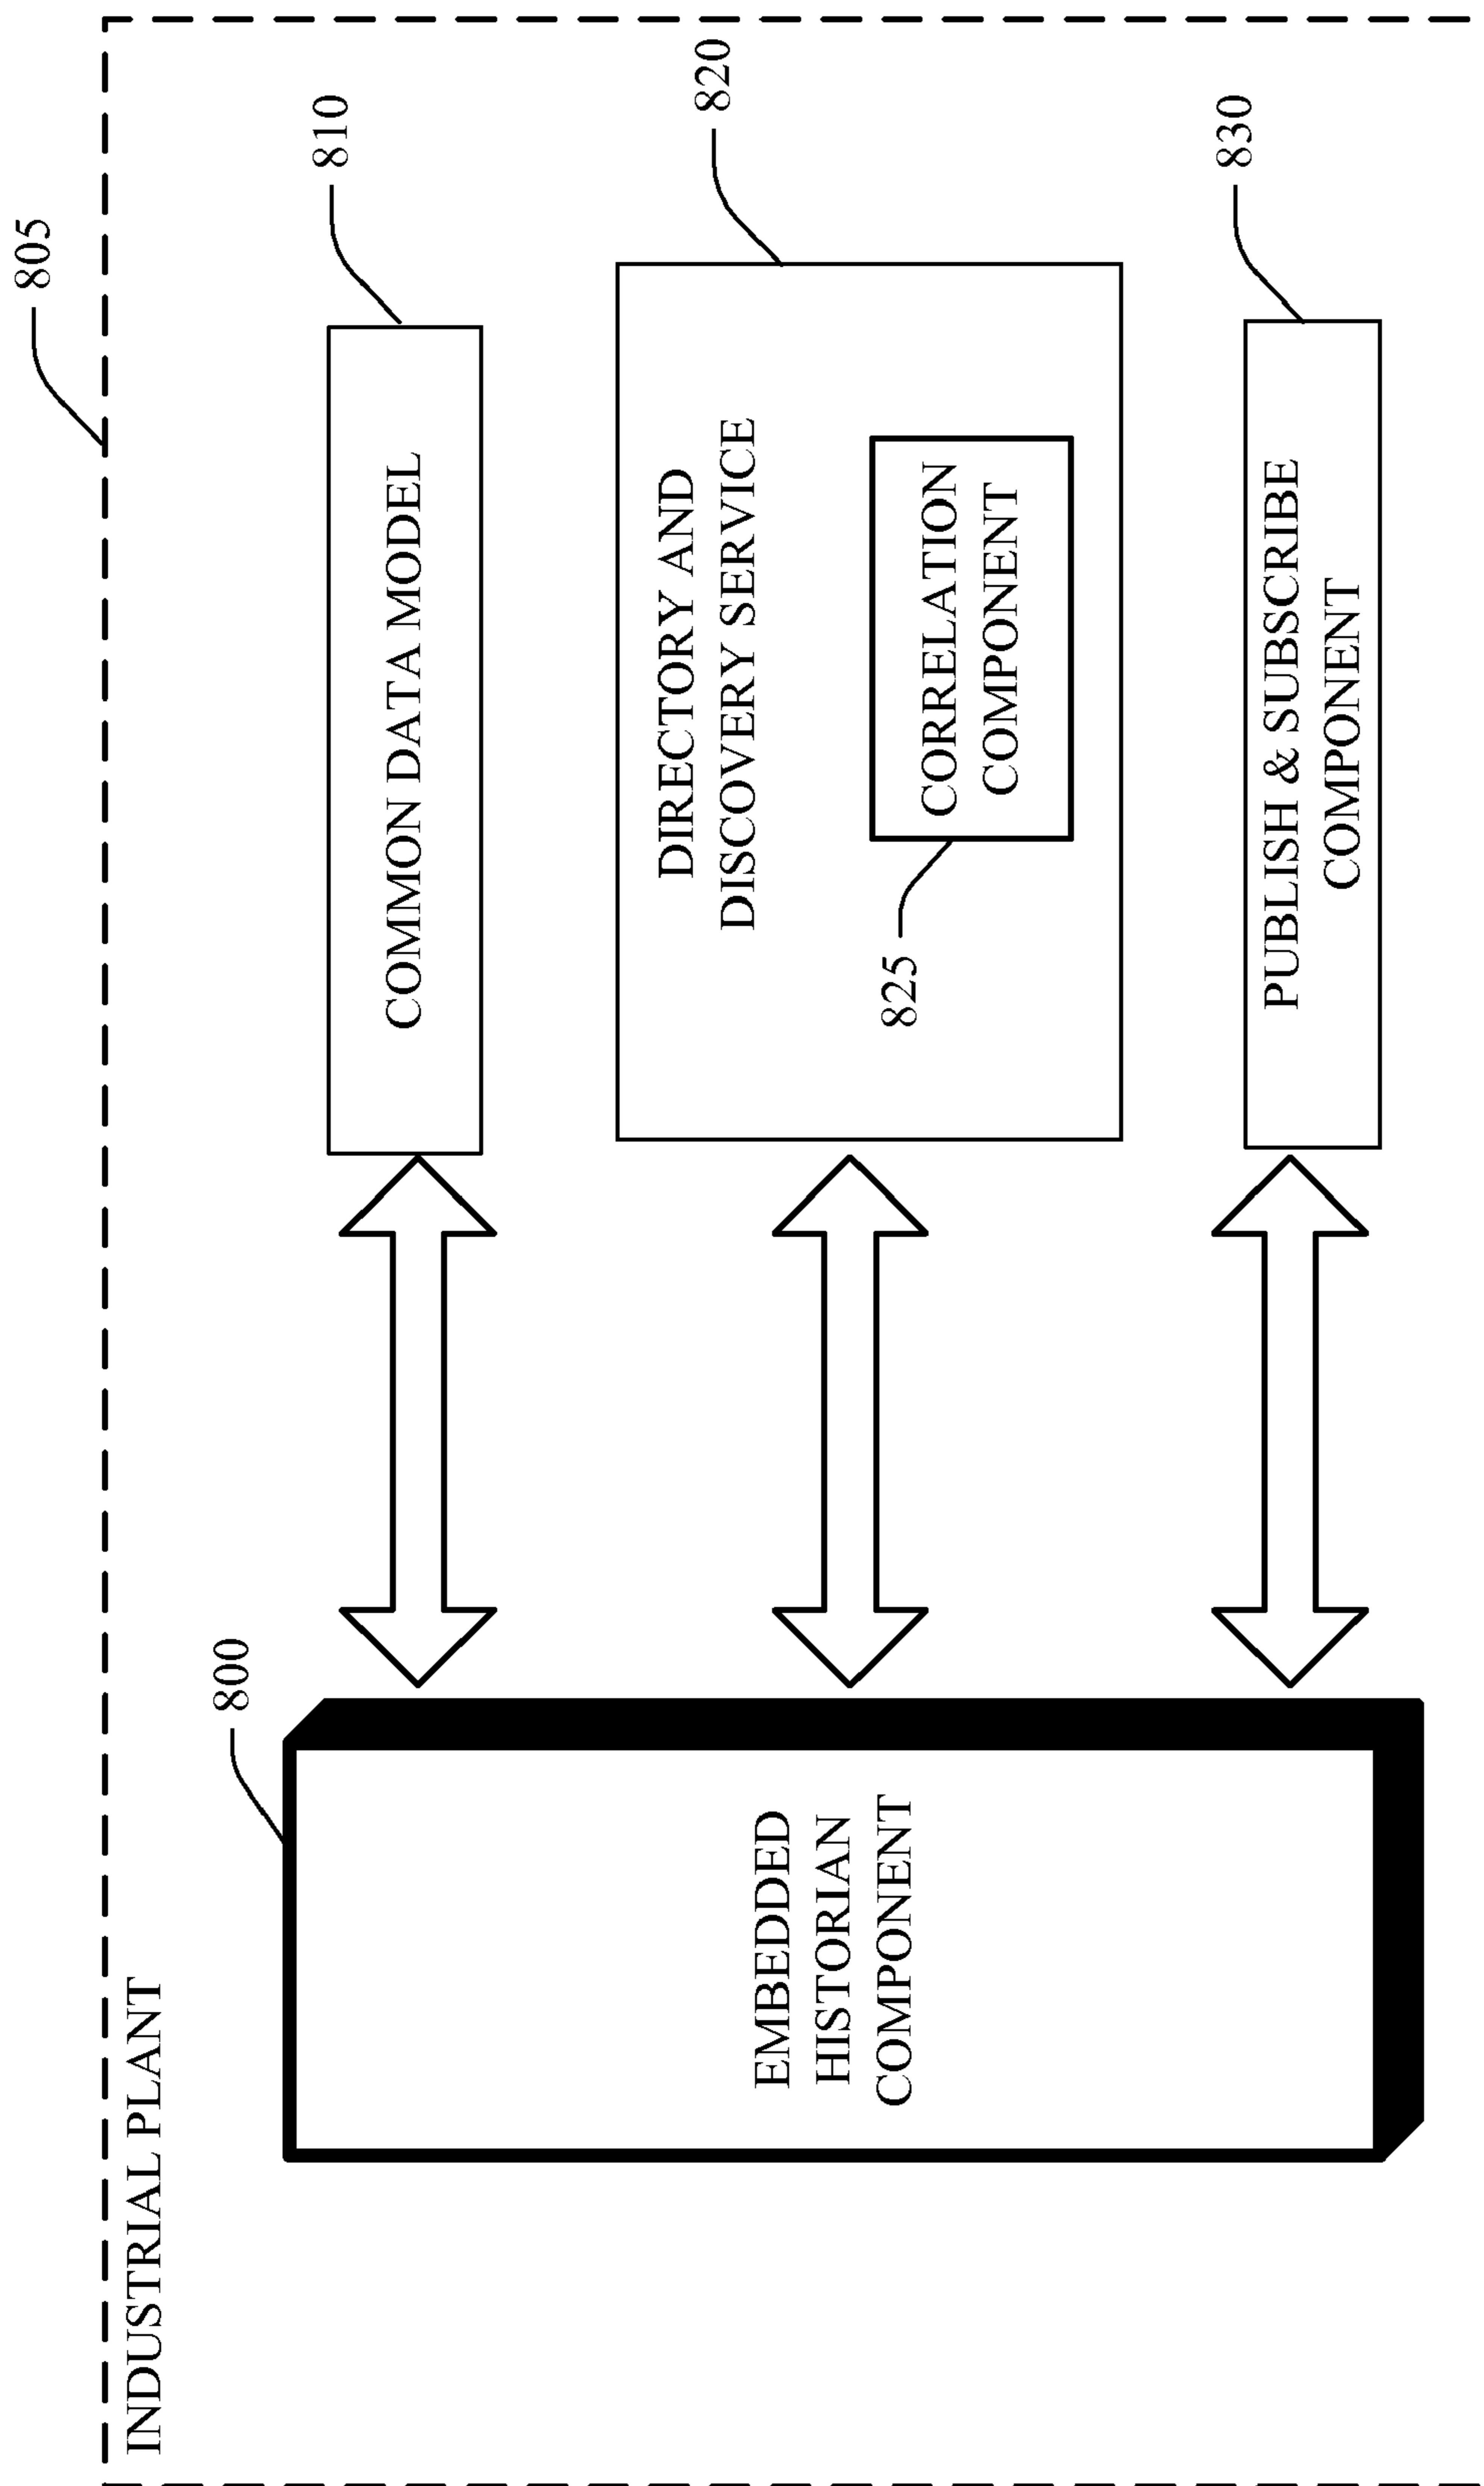 805
INDUSTRIAL PLANT
800
810
COMMON DATA MODEL
820
DIRECTORY AND
DISCOVERY SERVICE
EMBEDDED
HISTORIAN
COMPONENT
825
CORRELATION
COMPONENT
830
PUBLISH & SUBSCRIBE
COMPONENT